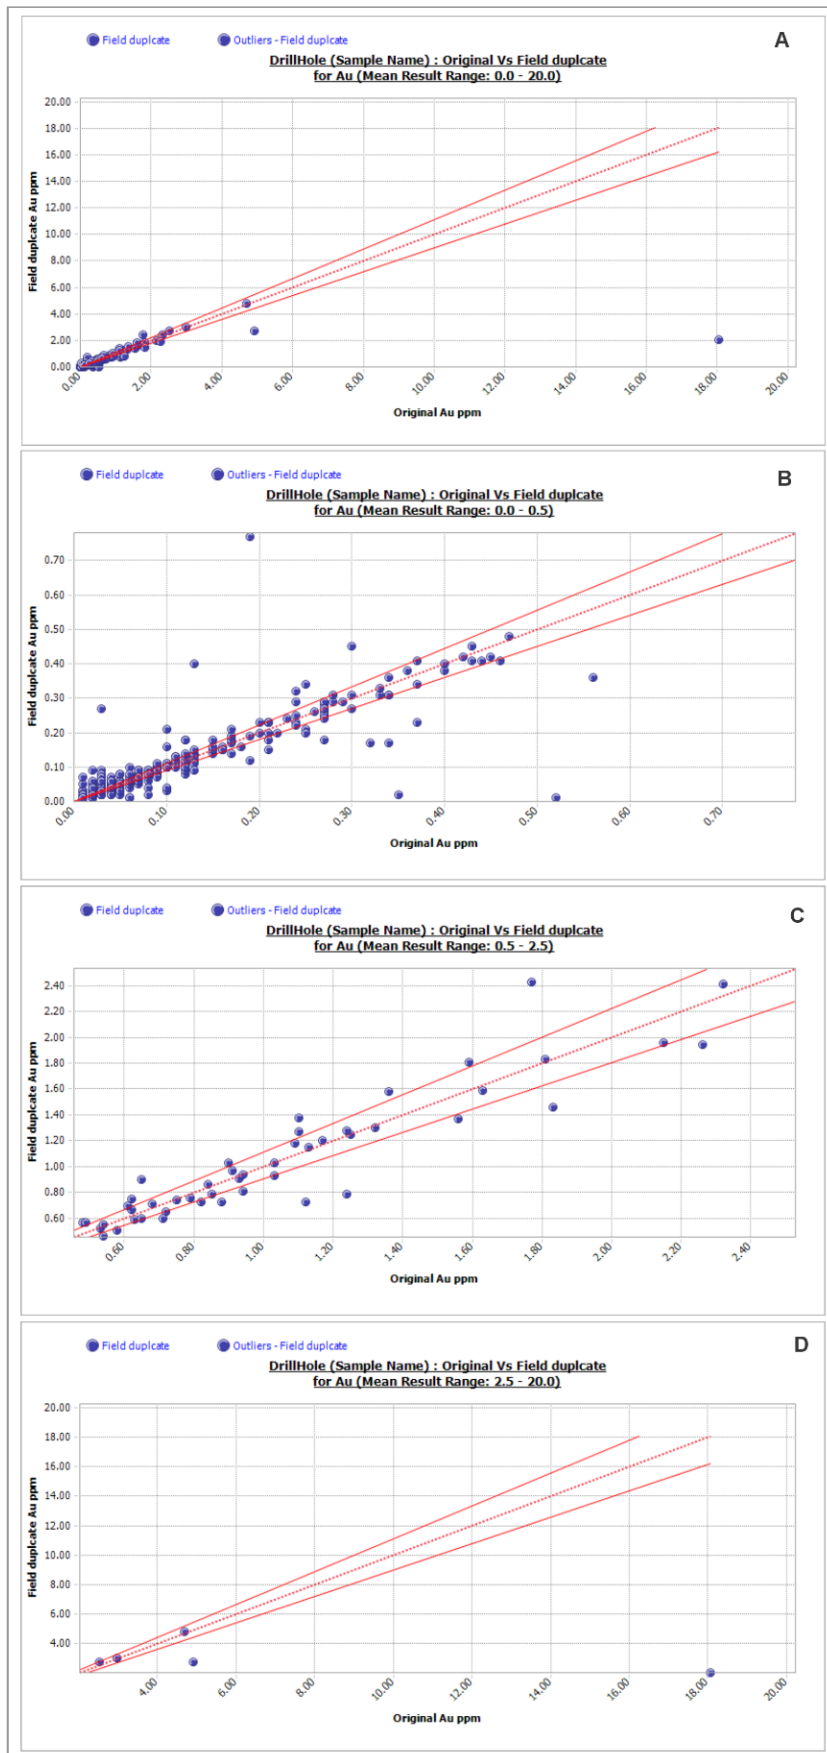 Field duplcate Outliers - Field duplcate A
DrillHole (Sample Name) : Original Vs Field duplcate
for Au (Mean Result Range: 0.0 - 20.0)
Field duplcate Au ppm
20.00
18.00
16.00
14.00
12.00
10.00
8.00
6.00
4.00
2.00
0.00
0.00 2.00 4.00 6.00 8.00 10.00 12.00 14.00 16.00 18.00 20.00
Original Au ppm
Field duplcate Outliers - Field duplcate B
DrillHole (Sample Name) : Original Vs Field duplcate
for Au (Mean Result Range: 0.0 - 0.5)
Field duplcate Au ppm
0.70
0.60
0.50
0.40
0.30
0.20
0.10
0.00
0.00 0.10 0.20 0.30 0.40 0.50 0.60 0.70
Original Au ppm
Field duplcate Outliers - Field duplcate C
DrillHole (Sample Name) : Original Vs Field duplcate
for Au (Mean Result Range: 0.5 - 2.5)
Field duplcate Au ppm
2.40
2.20
2.00
1.80
1.60
1.40
1.20
1.00
0.80
0.60
0.60 0.80 1.00 1.20 1.40 1.60 1.80 2.00 2.20 2.40
Original Au ppm
Field duplcate Outliers - Field duplcate D
DrillHole (Sample Name) : Original Vs Field duplcate
for Au (Mean Result Range: 2.5 - 20.0)
Field duplcate Au ppm
20.00
18.00
16.00
14.00
12.00
10.00
8.00
6.00
4.00
4.00 6.00 8.00 10.00 12.00 14.00 16.00 18.00 20.00
Original Au ppm